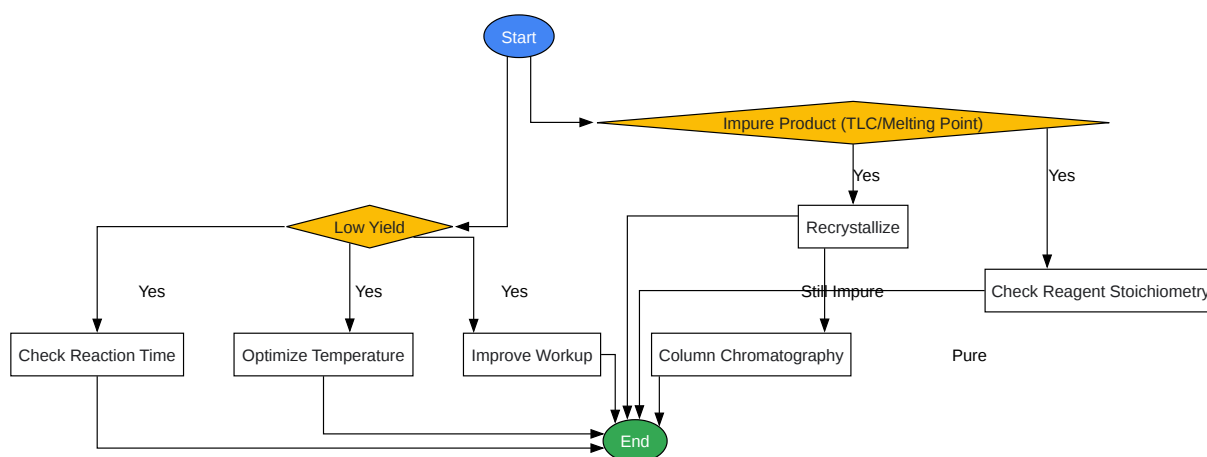 Start
Impure Product (TLC/Melting Point)
Yes
Yes
Low Yield
Recrystallize
Yes
Yes
Yes
Still Impure
Check Reagent Stoichiometry
Check Reaction Time
Optimize Temperature
Improve Workup
Column Chromatography
Pure
End